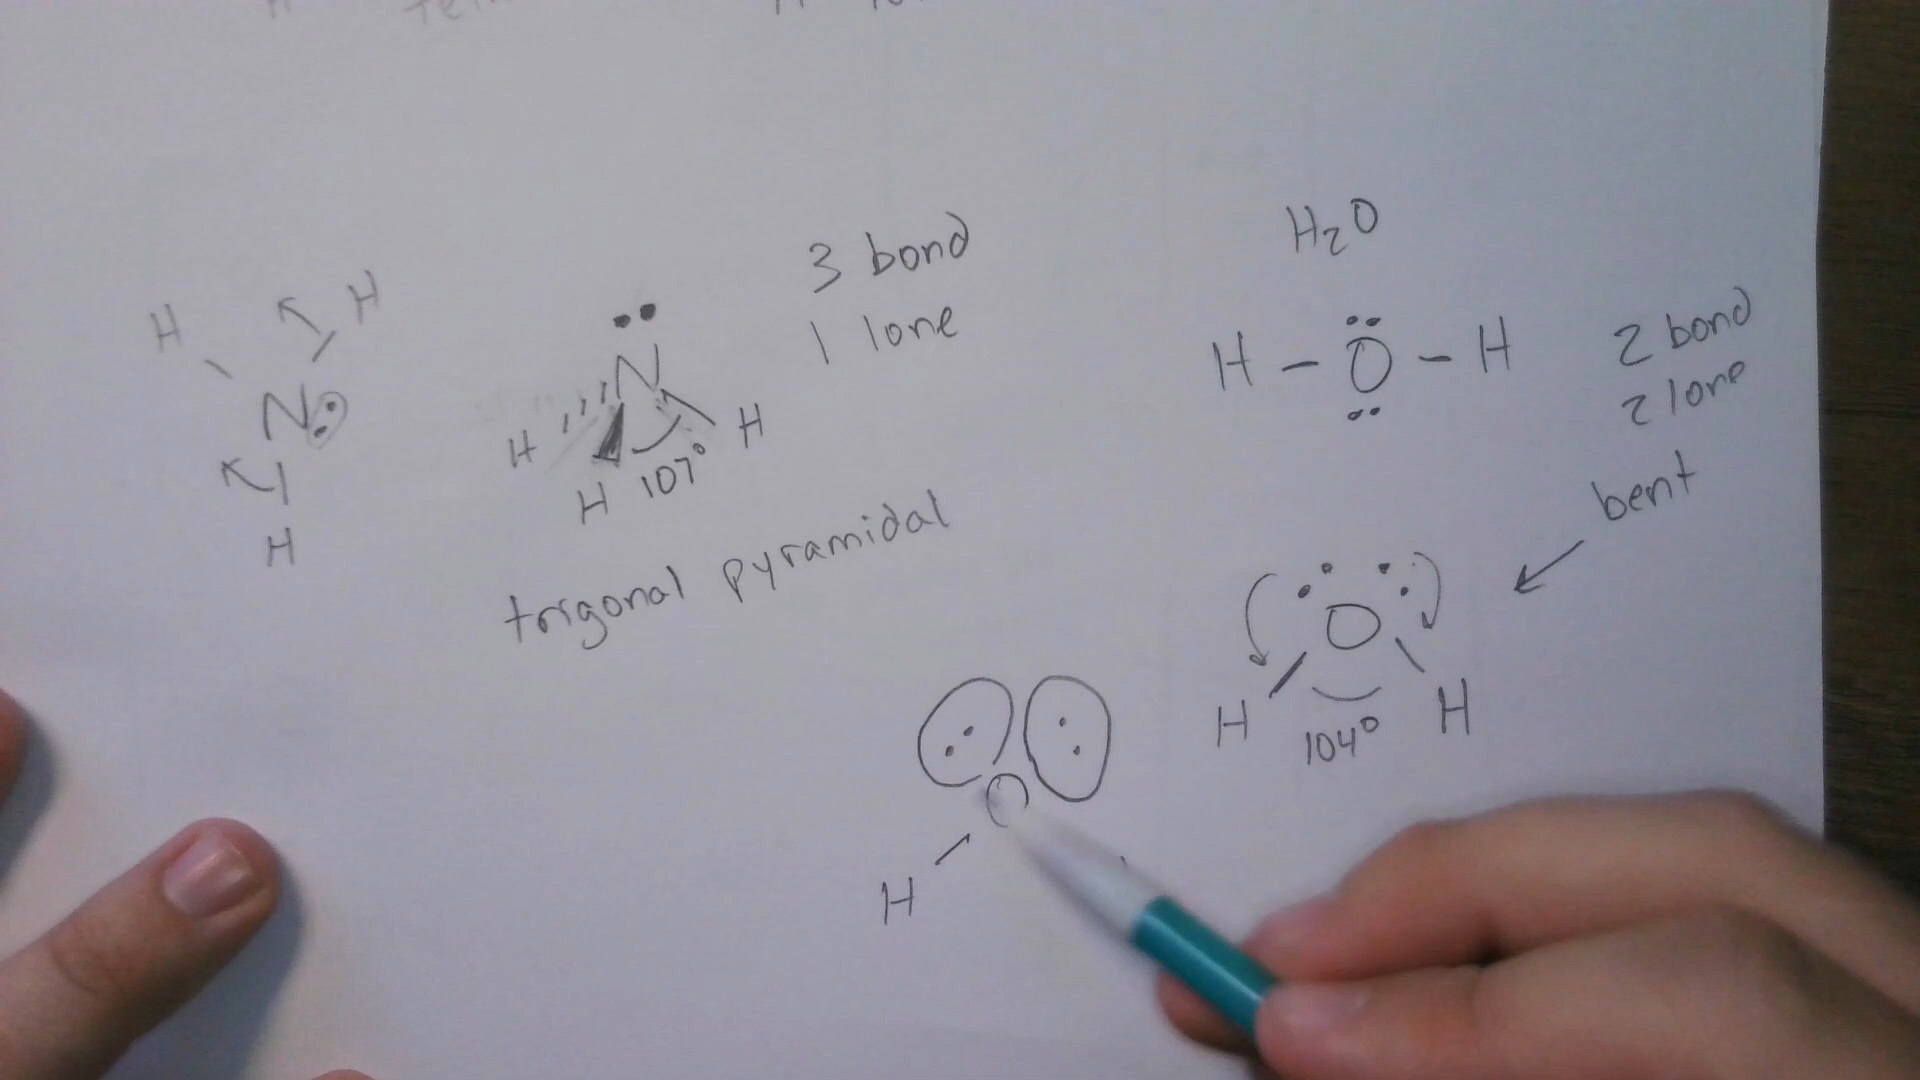 3 bond
1 lone
H H
N
H
N
H H
H 107°
trigonal pyramidal
H2O
H - O - H
2 bond
2 lone
bent
O
H H
104°
O
H